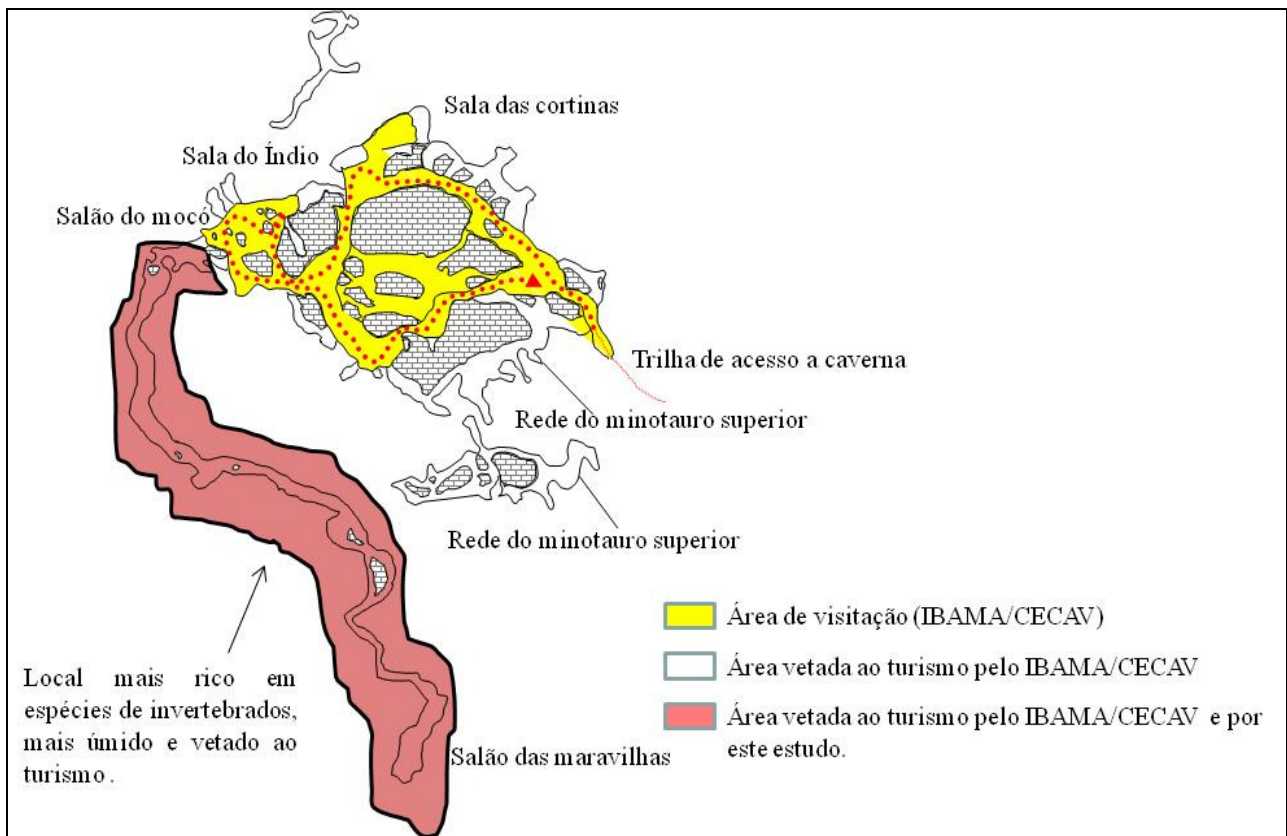 Sala das cortinas
Sala do Índio
Salão do mocó
Trilha de acesso a caverna
Rede do minotauro superior
Rede do minotauro superior
Área de visitação (IBAMA/CECAV)
Área vetada ao turismo pelo IBAMA/CECAV
Área vetada ao turismo pelo IBAMA/CECAV e por
este estudo.
Local mais rico em
espécies de invertebrados,
mais úmido e vetado ao
turismo .
Salão das maravilhas